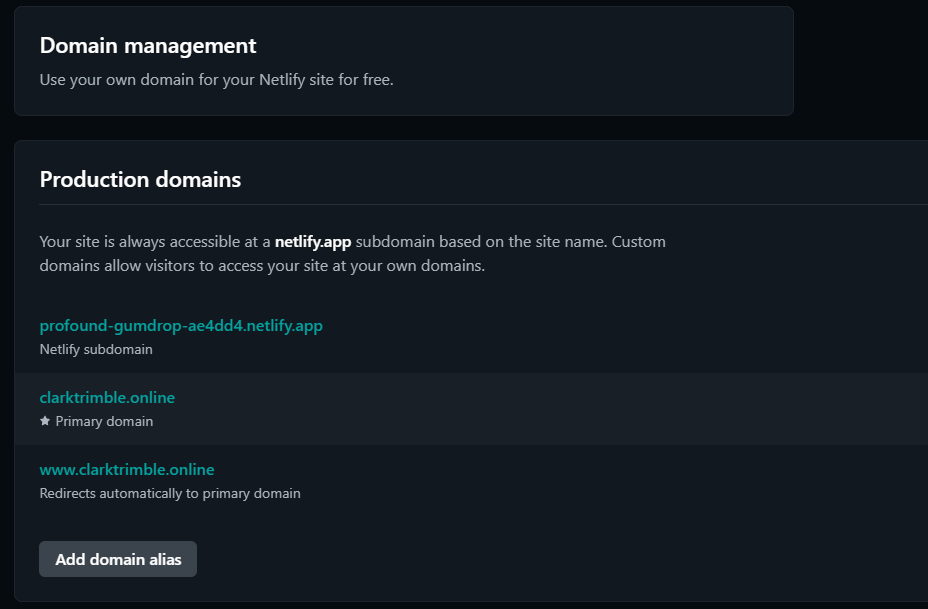 Domain management
Use your own domain for your Netlify site for free.
Production domains
Your site is always accessible at a netlify.app subdomain based on the site name. Custom
domains allow visitors to access your site at your own domains.
profound-gumdrop-ae4dd4.netlify.app
Netlify subdomain
clarktrimble.online
★ Primary domain
www.clarktrimble.online
Redirects automatically to primary domain
Add domain alias